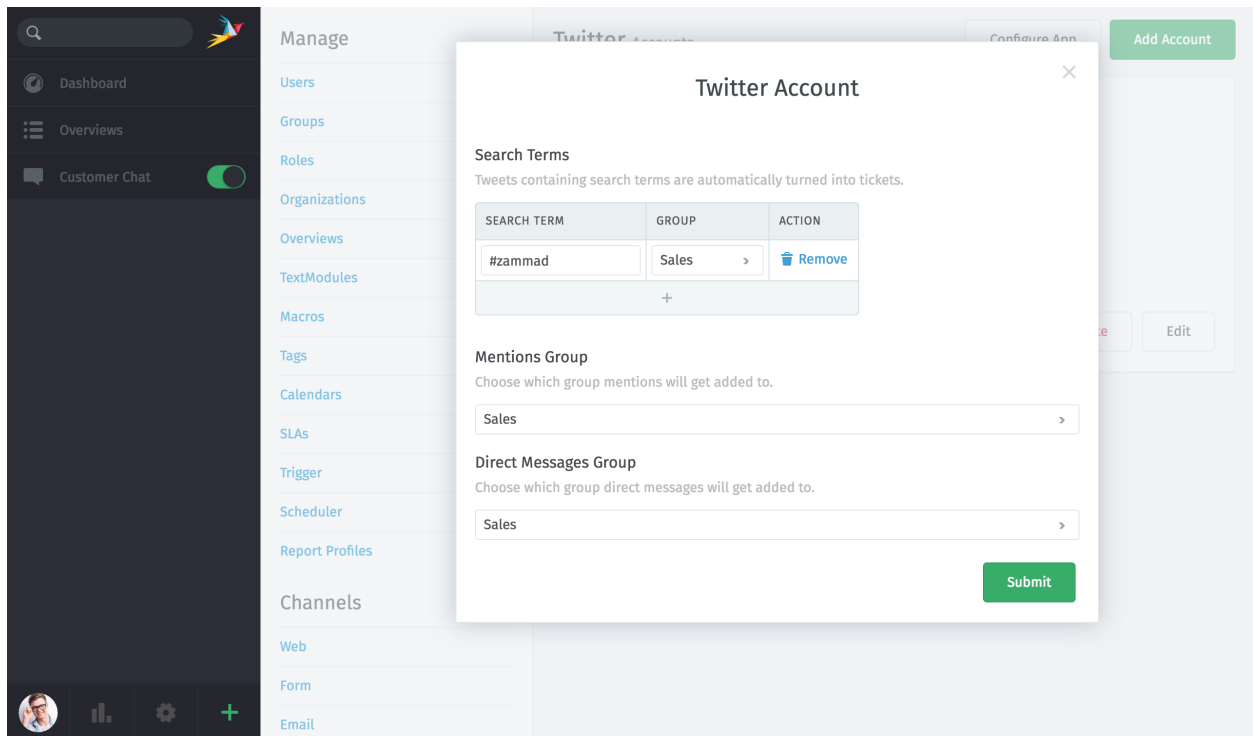 Dashboard
Overviews
Customer Chat
Manage
Users
Groups
Roles
Organizations
Overviews
TextModules
Macros
Tags
Calendars
SLAs
Trigger
Scheduler
Report Profiles
Channels
Web
Form
Email
Twitter Accounts
Configure App
Add Account
Twitter Account
Search Terms
Tweets containing search terms are automatically turned into tickets.
SEARCH TERM GROUP ACTION
#zammad Sales Remove
Mentions Group
Choose which group mentions will get added to.
Sales
Direct Messages Group
Choose which group direct messages will get added to.
Sales
Submit
Edit